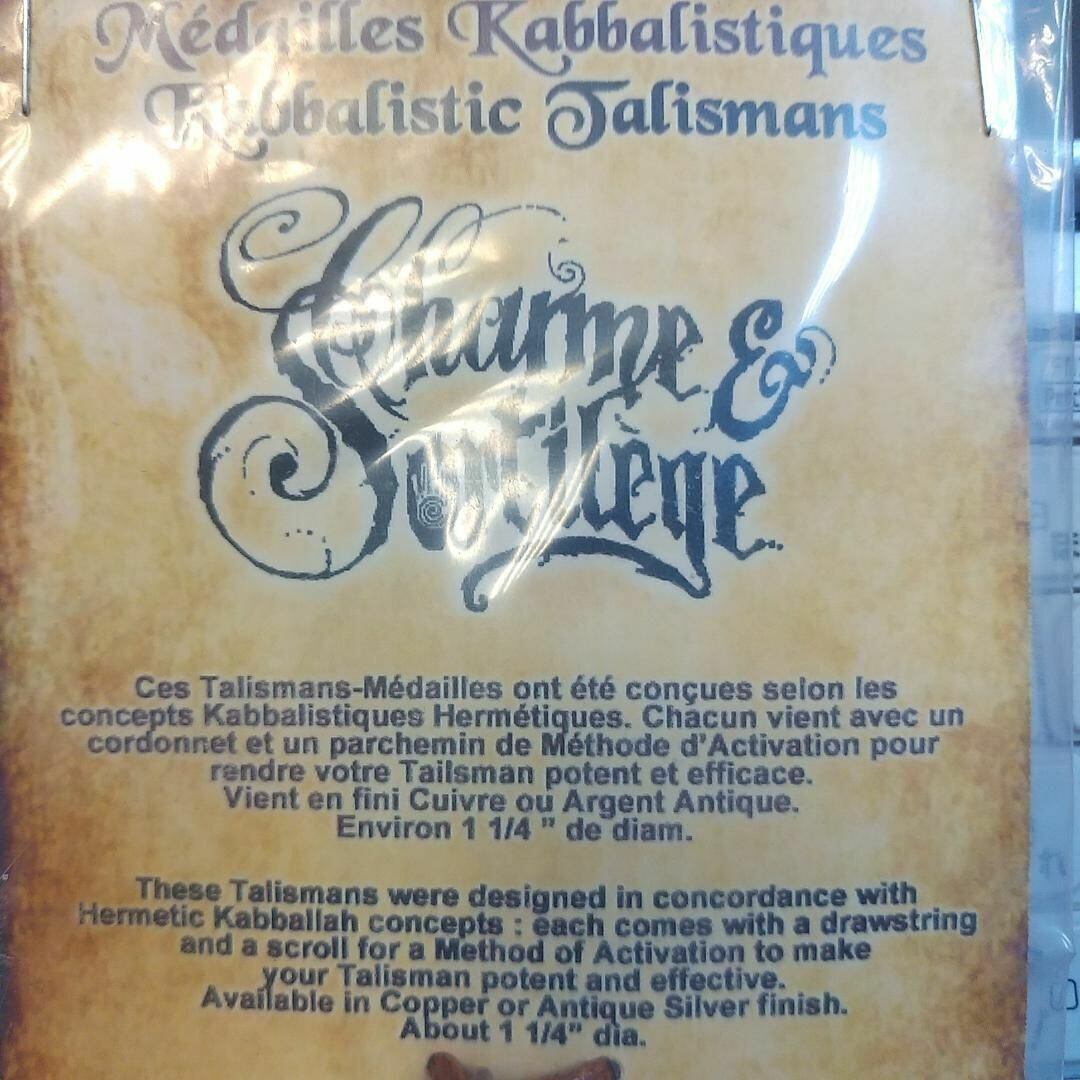 Médailles Kabbalistiques
Kabbalistic Talismans
Charme &
Sortilège
Ces Talismans-Médailles ont été conçues selon les
concepts Kabbalistiques Hermétiques. Chacun vient avec un
cordonnet et un parchemin de Méthode d'Activation pour
rendre votre Tailsman potent et efficace.
Vient en fini Cuivre ou Argent Antique.
Environ 1 1/4 " de diam.
These Talismans were designed in concordance with
Hermetic Kabballah concepts : each comes with a drawstring
and a scroll for a Method of Activation to make
your Talisman potent and effective.
Available in Copper or Antique Silver finish.
About 1 1/4" dia.